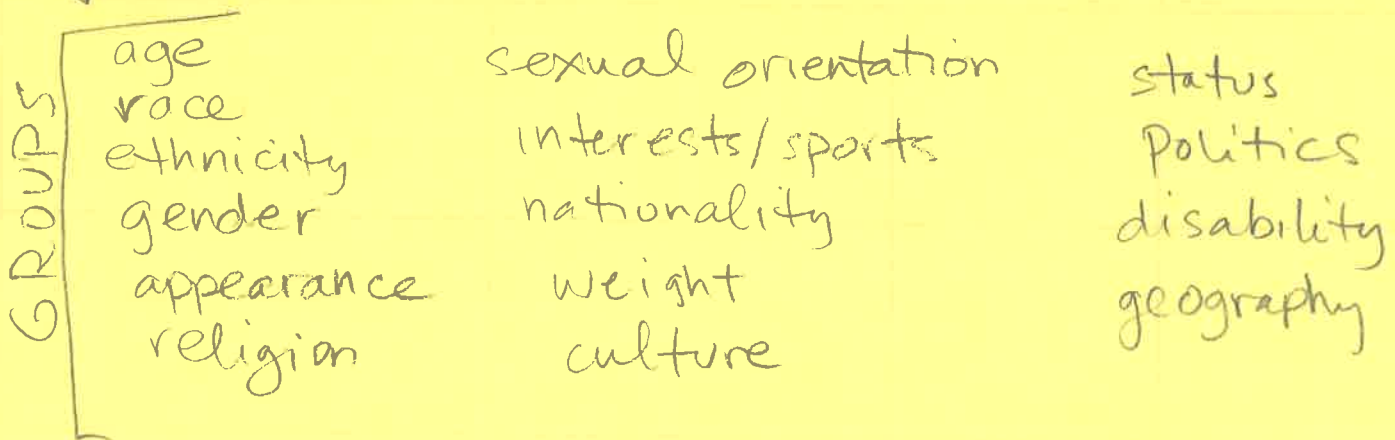 GROUPS
age
race
ethnicity
gender
appearance
religion
sexual orientation
interests/sports
nationality
weight
culture
status
Politics
disability
geography